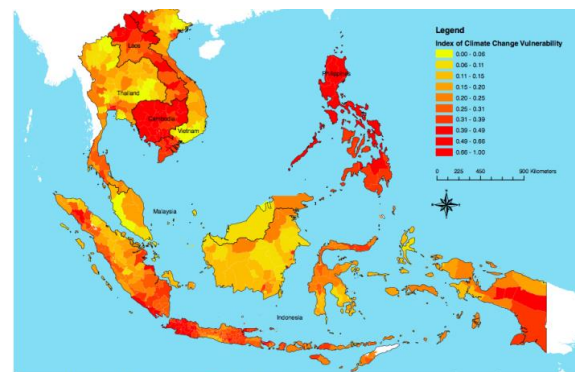 Legend
Index of Climate Change Vulnerability
0.00 - 0.06
0.06 - 0.11
0.11 - 0.15
0.15 - 0.20
0.20 - 0.25
0.25 - 0.31
0.31 - 0.39
0.39 - 0.49
0.49 - 0.66
0.66 - 1.00
0 225 450 900 Kilometers
Laos
Thailand
Cambodia
Vietnam
Philippines
Malaysia
Indonesia